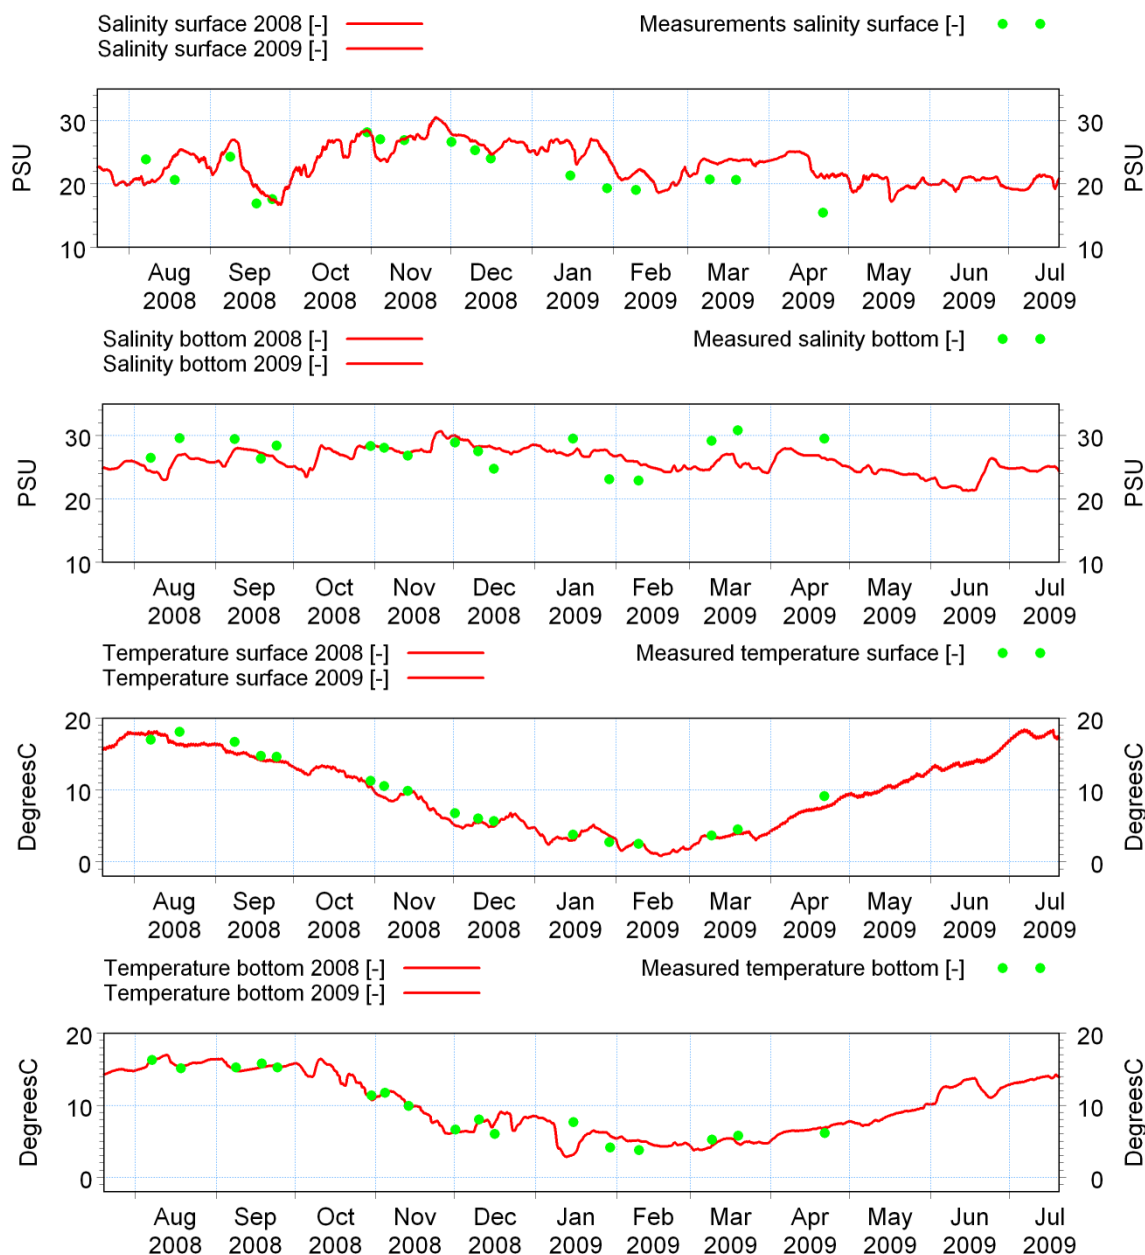 Salinity surface 2008 [-] Measurements salinity surface [-]
Salinity surface 2009 [-]
30 30
20 20
10 10
PSU PSU
Aug Sep Oct Nov Dec Jan Feb Mar Apr May Jun Jul
2008 2008 2008 2008 2008 2009 2009 2009 2009 2009 2009 2009
Salinity bottom 2008 [-] Measured salinity bottom [-]
Salinity bottom 2009 [-]
30 30
20 20
10 10
PSU PSU
Aug Sep Oct Nov Dec Jan Feb Mar Apr May Jun Jul
2008 2008 2008 2008 2008 2009 2009 2009 2009 2009 2009 2009
Temperature surface 2008 [-] Measured temperature surface [-]
Temperature surface 2009 [-]
20 20
10 10
0 0
DegreesC DegreesC
Aug Sep Oct Nov Dec Jan Feb Mar Apr May Jun Jul
2008 2008 2008 2008 2008 2009 2009 2009 2009 2009 2009 2009
Temperature bottom 2008 [-] Measured temperature bottom [-]
Temperature bottom 2009 [-]
20 20
10 10
0 0
DegreesC DegreesC
Aug Sep Oct Nov Dec Jan Feb Mar Apr May Jun Jul
2008 2008 2008 2008 2008 2009 2009 2009 2009 2009 2009 2009